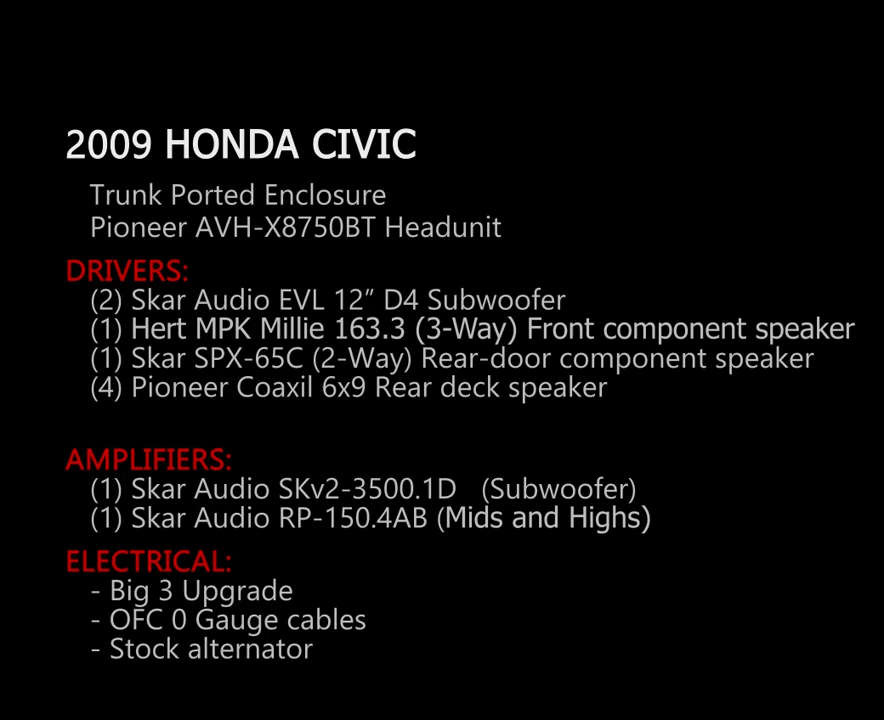 2009 HONDA CIVIC
Trunk Ported Enclosure
Pioneer AVH-X8750BT Headunit
DRIVERS:
(2) Skar Audio EVL 12” D4 Subwoofer
(1) Hert MPK Millie 163.3 (3-Way) Front component speaker
(1) Skar SPX-65C (2-Way) Rear-door component speaker
(4) Pioneer Coaxil 6x9 Rear deck speaker
AMPLIFIERS:
(1) Skar Audio SKv2-3500.1D (Subwoofer)
(1) Skar Audio RP-150.4AB (Mids and Highs)
ELECTRICAL:
- Big 3 Upgrade
- OFC 0 Gauge cables
- Stock alternator